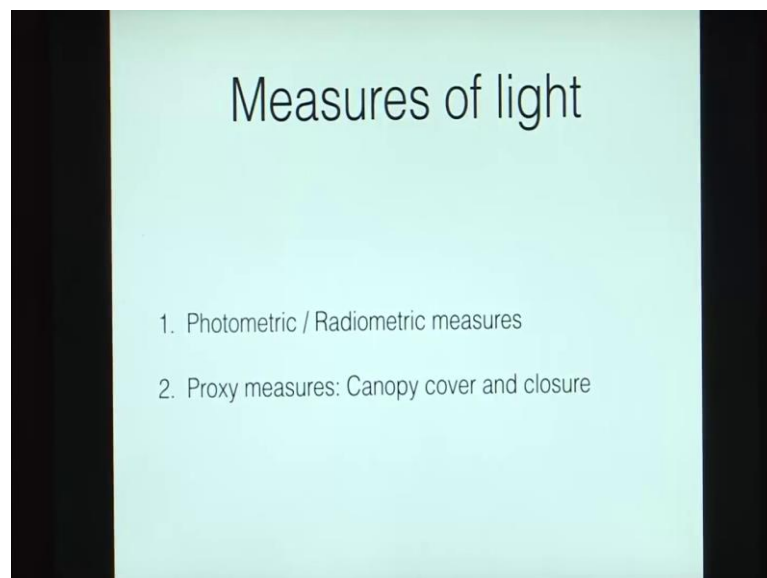 Measures of light
1. Photometric / Radiometric measures
2. Proxy measures: Canopy cover and closure